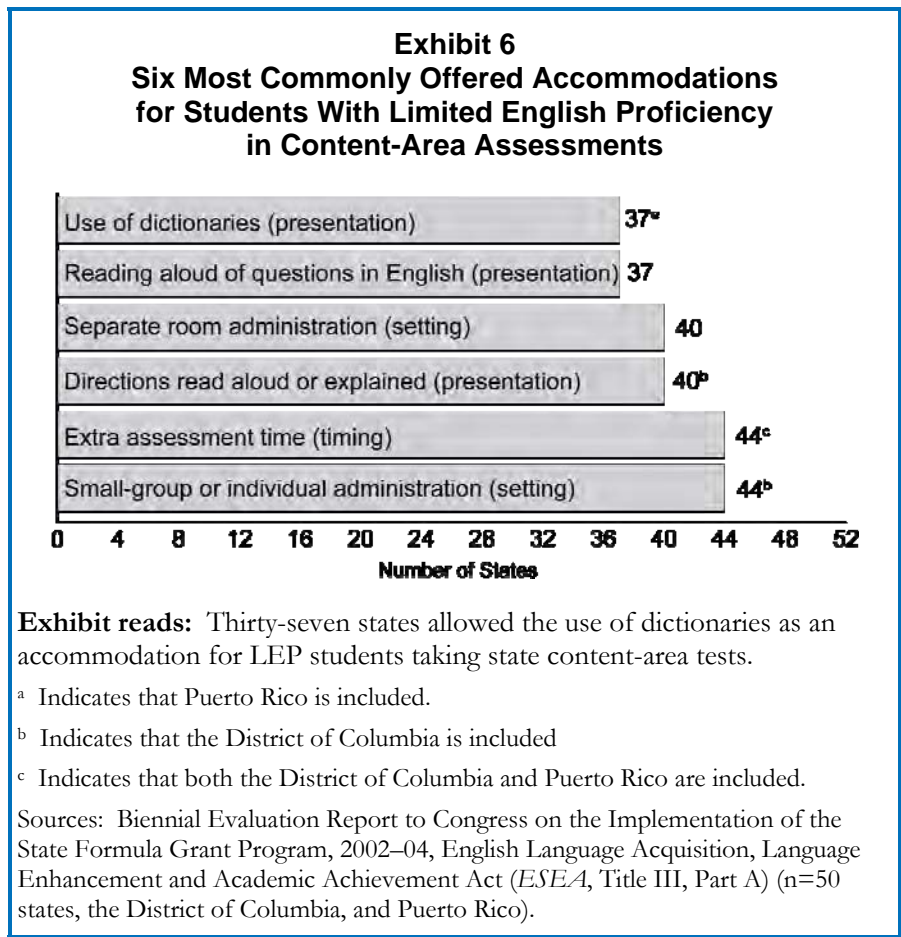 Exhibit 6
Six Most Commonly Offered Accommodations
for Students With Limited English Proficiency
in Content-Area Assessments
Use of dictionaries (presentation) 37ᵃ
Reading aloud of questions in English (presentation) 37
Separate room administration (setting) 40
Directions read aloud or explained (presentation) 40ᵇ
Extra assessment time (timing) 44ᶜ
Small-group or individual administration (setting) 44ᵇ
0 4 8 12 16 20 24 28 32 36 40 44 48 52
Number of States
Exhibit reads: Thirty-seven states allowed the use of dictionaries as an
accommodation for LEP students taking state content-area tests.
ᵃ Indicates that Puerto Rico is included.
ᵇ Indicates that the District of Columbia is included
ᶜ Indicates that both the District of Columbia and Puerto Rico are included.
Sources: Biennial Evaluation Report to Congress on the Implementation of the
State Formula Grant Program, 2002–04, English Language Acquisition, Language
Enhancement and Academic Achievement Act (ESEA, Title III, Part A) (n=50
states, the District of Columbia, and Puerto Rico).